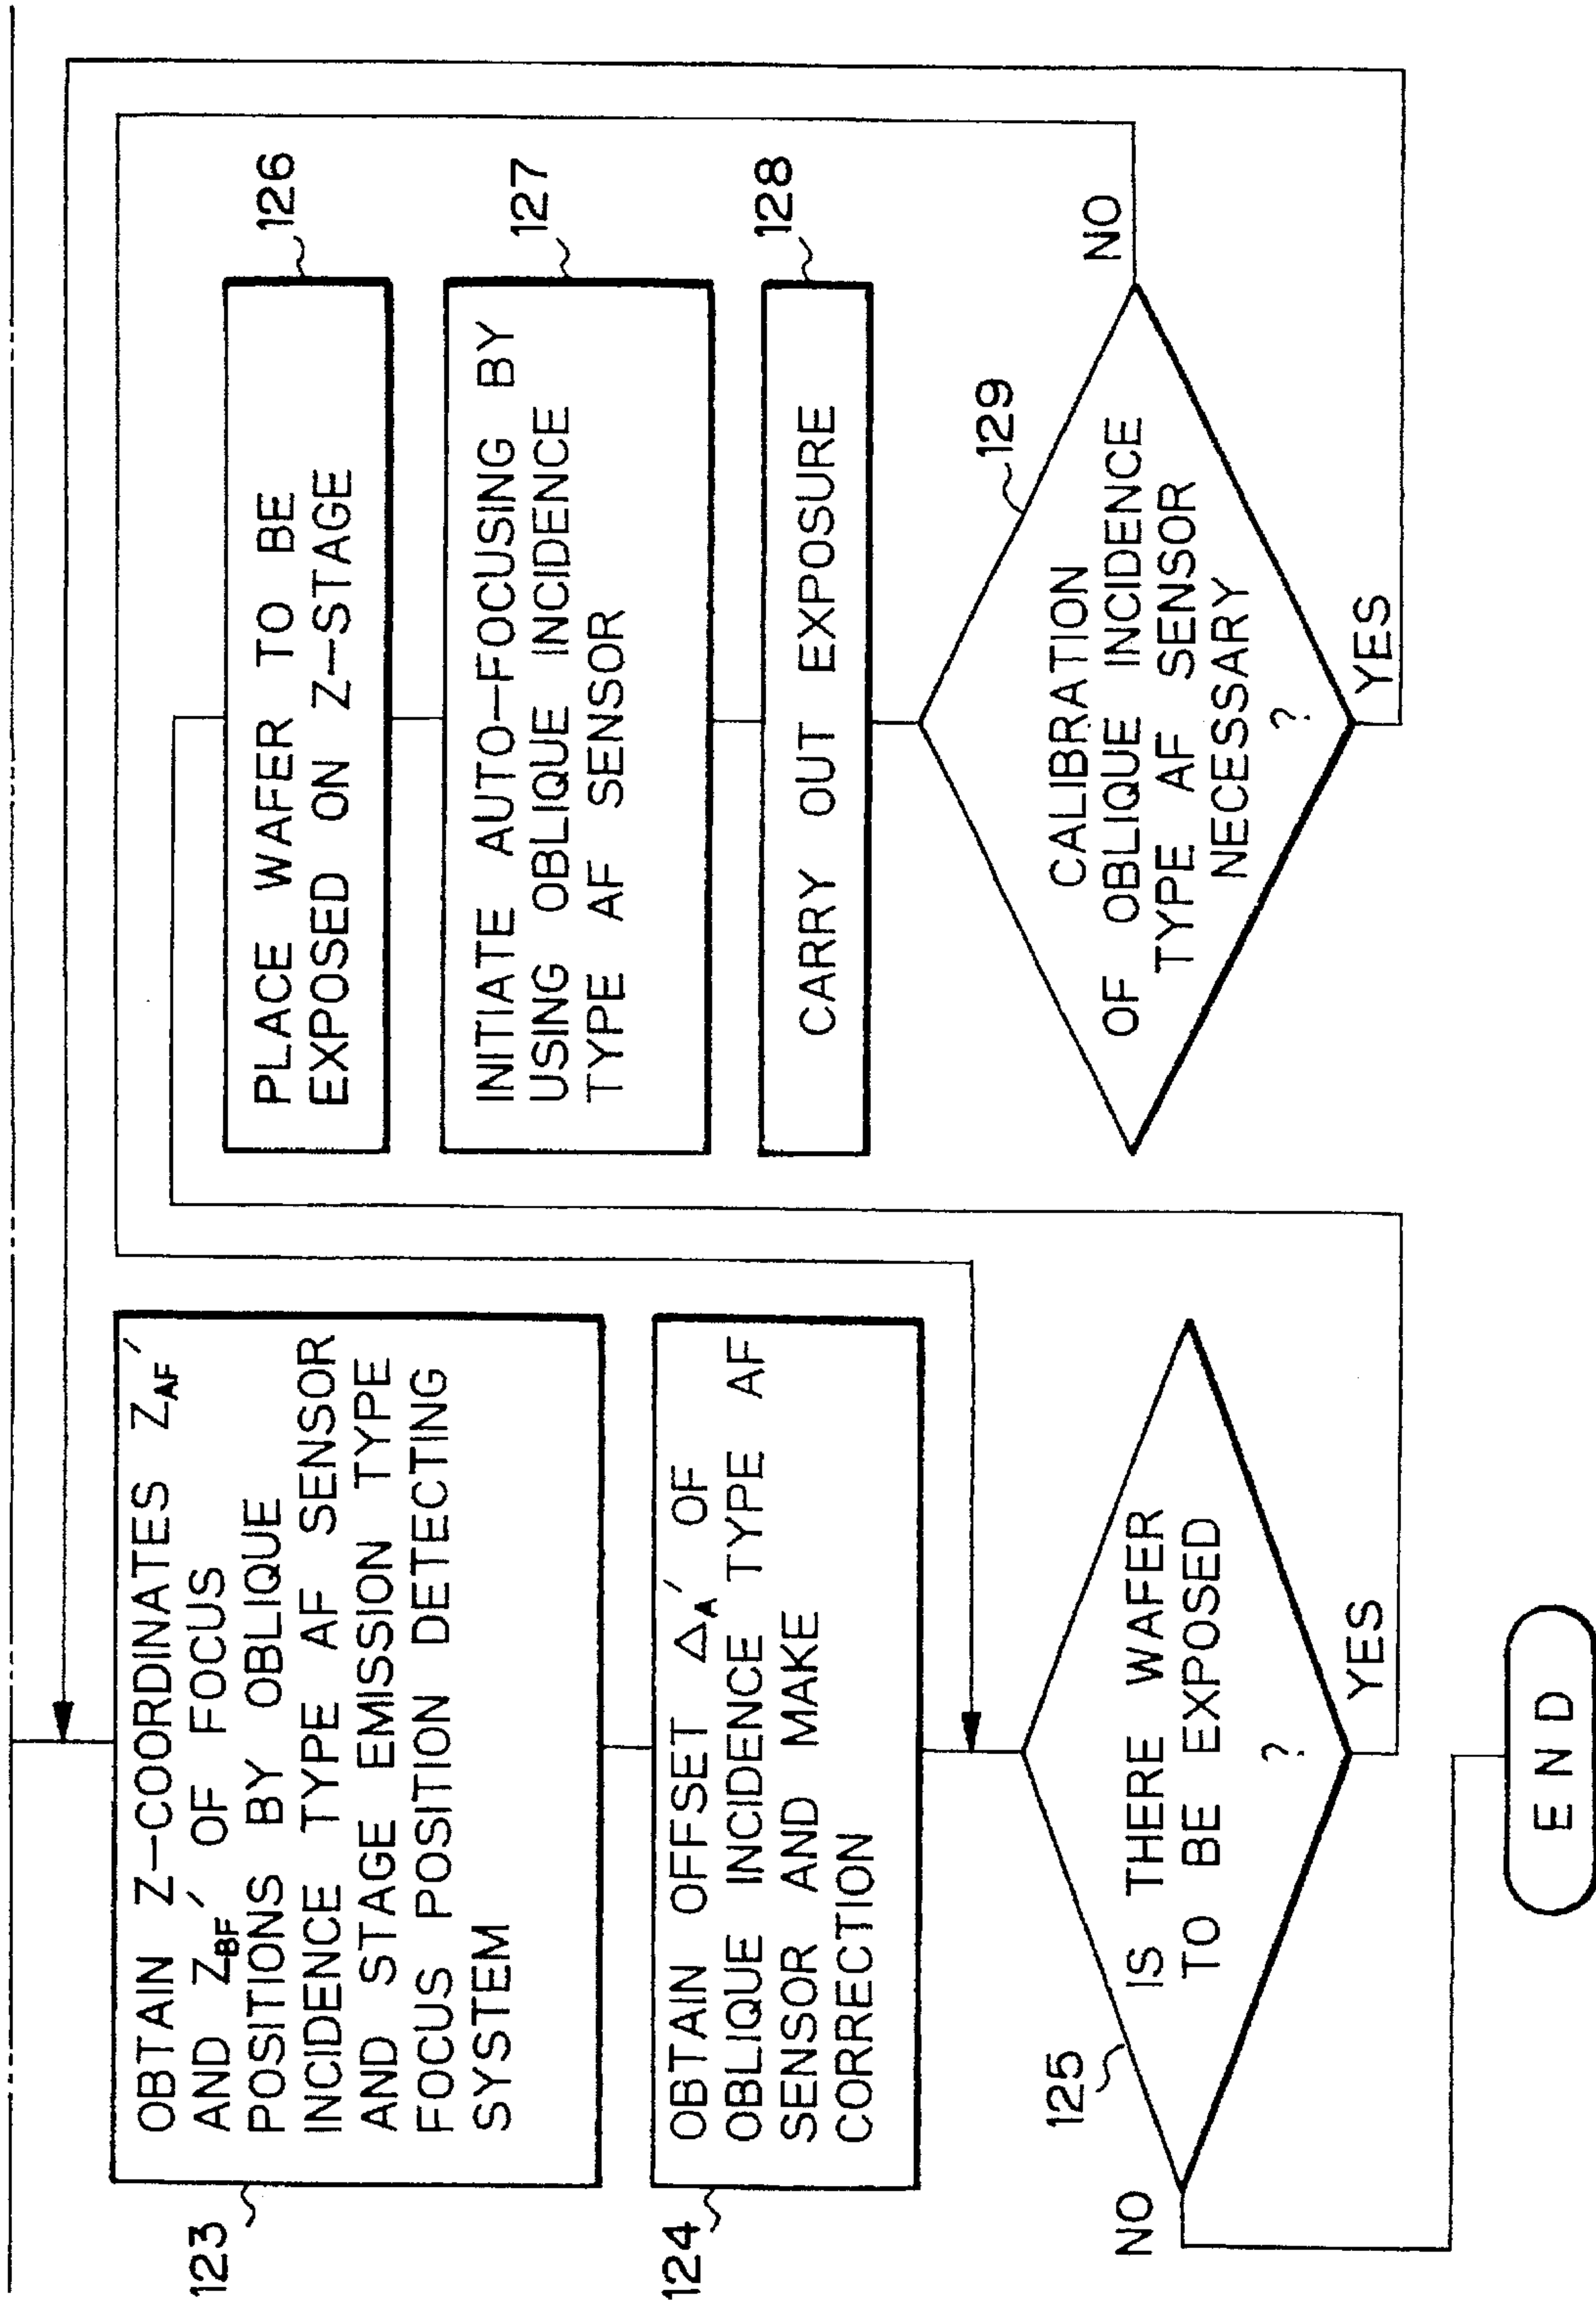 123
OBTAIN Z-COORDINATES Z_AF′
AND Z_BF′ OF FOCUS
POSITIONS BY OBLIQUE
INCIDENCE TYPE AF SENSOR
AND STAGE EMISSION TYPE
FOCUS POSITION DETECTING
SYSTEM
124
OBTAIN OFFSET Δ_A′ OF
OBLIQUE INCIDENCE TYPE AF
SENSOR AND MAKE
CORRECTION
125
IS THERE WAFER
TO BE EXPOSED
?
NO
YES
END
126
PLACE WAFER TO BE
EXPOSED ON Z-STAGE
127
INITIATE AUTO-FOCUSING BY
USING OBLIQUE INCIDENCE
TYPE AF SENSOR
128
CARRY OUT EXPOSURE
129
CALIBRATION
OF OBLIQUE INCIDENCE
TYPE AF SENSOR
NECESSARY
?
NO
YES